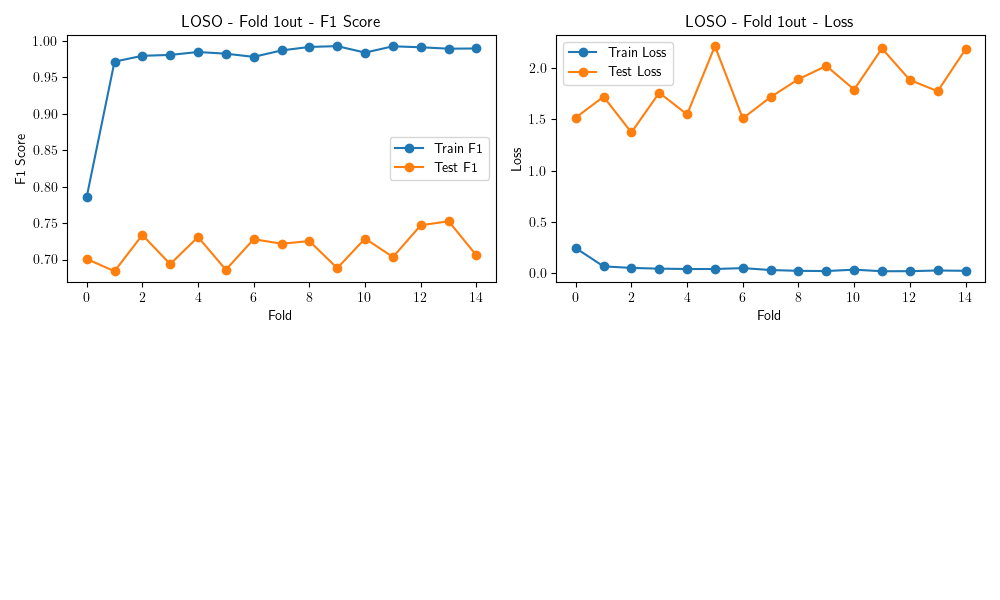 LOSO - Fold 1out - F1 Score
1.00
0.95
0.90
0.85
0.80
0.75
0.70
F1 Score
Train F1
Test F1
0 2 4 6 8 10 12 14
Fold
LOSO - Fold 1out - Loss
2.0
1.5
1.0
0.5
0.0
Loss
Train Loss
Test Loss
0 2 4 6 8 10 12 14
Fold